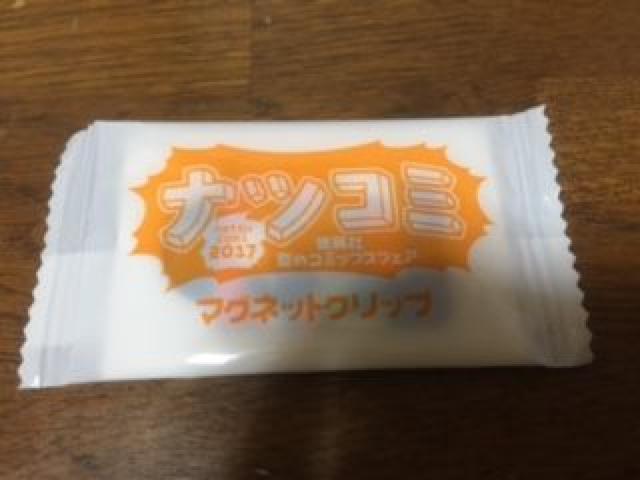 ナツコミ
2017
集英社
夏のコミックスフェア
マグネットクリップ